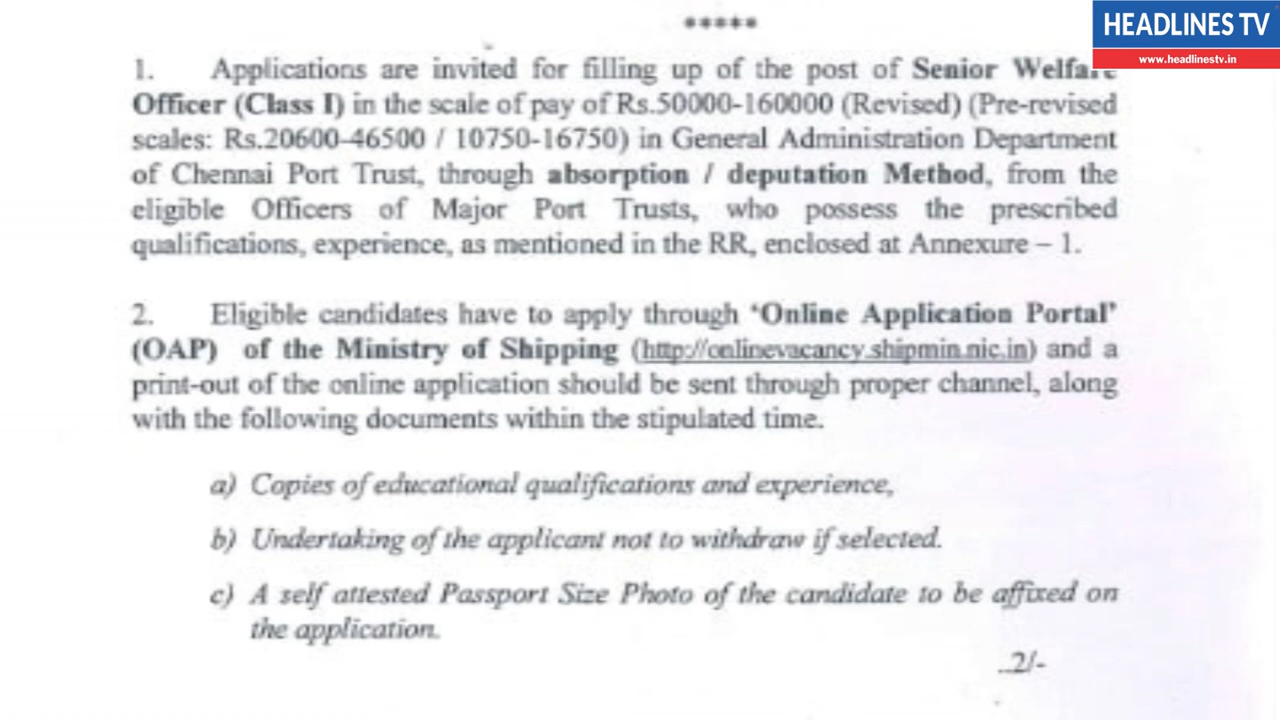 *****
HEADLINES TV
www.headlinestv.in
1. Applications are invited for filling up of the post of Senior Welfare
Officer (Class I) in the scale of pay of Rs.50000-160000 (Revised) (Pre-revised
scales: Rs.20600-46500 / 10750-16750) in General Administration Department
of Chennai Port Trust, through absorption / deputation Method, from the
eligible Officers of Major Port Trusts, who possess the prescribed
qualifications, experience, as mentioned in the RR, enclosed at Annexure – 1.
2. Eligible candidates have to apply through ‘Online Application Portal’
(OAP) of the Ministry of Shipping (http://onlinevacancy.shipmin.nic.in) and a
print-out of the online application should be sent through proper channel, along
with the following documents within the stipulated time.
a) Copies of educational qualifications and experience,
b) Undertaking of the applicant not to withdraw if selected.
c) A self attested Passport Size Photo of the candidate to be affixed on
the application.
..2/-